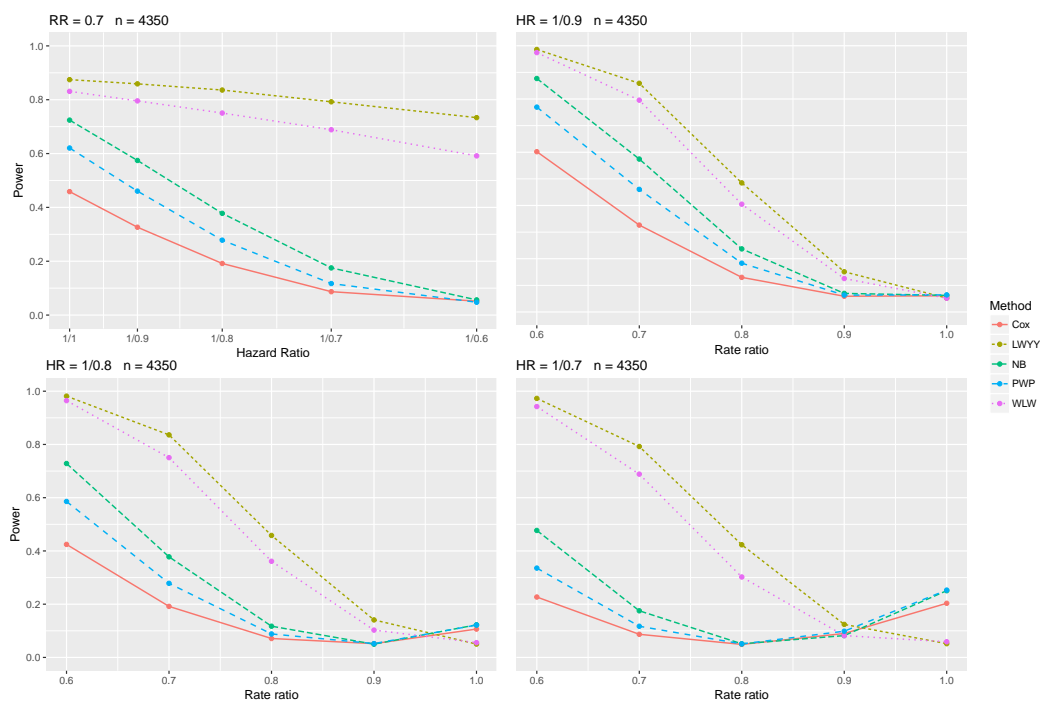 RR = 0.7 n = 4350
1.0
0.8
0.6
0.4
0.2
0.0
Power
1/1
1/0.9
1/0.8
1/0.7
1/0.6
Hazard Ratio
HR = 1/0.9 n = 4350
0.6
0.7
0.8
0.9
1.0
Rate ratio
HR = 1/0.8 n = 4350
1.0
0.8
0.6
0.4
0.2
0.0
Power
0.6
0.7
0.8
0.9
1.0
Rate ratio
HR = 1/0.7 n = 4350
0.6
0.7
0.8
0.9
1.0
Rate ratio
Method
Cox
LWYY
NB
PWP
WLW